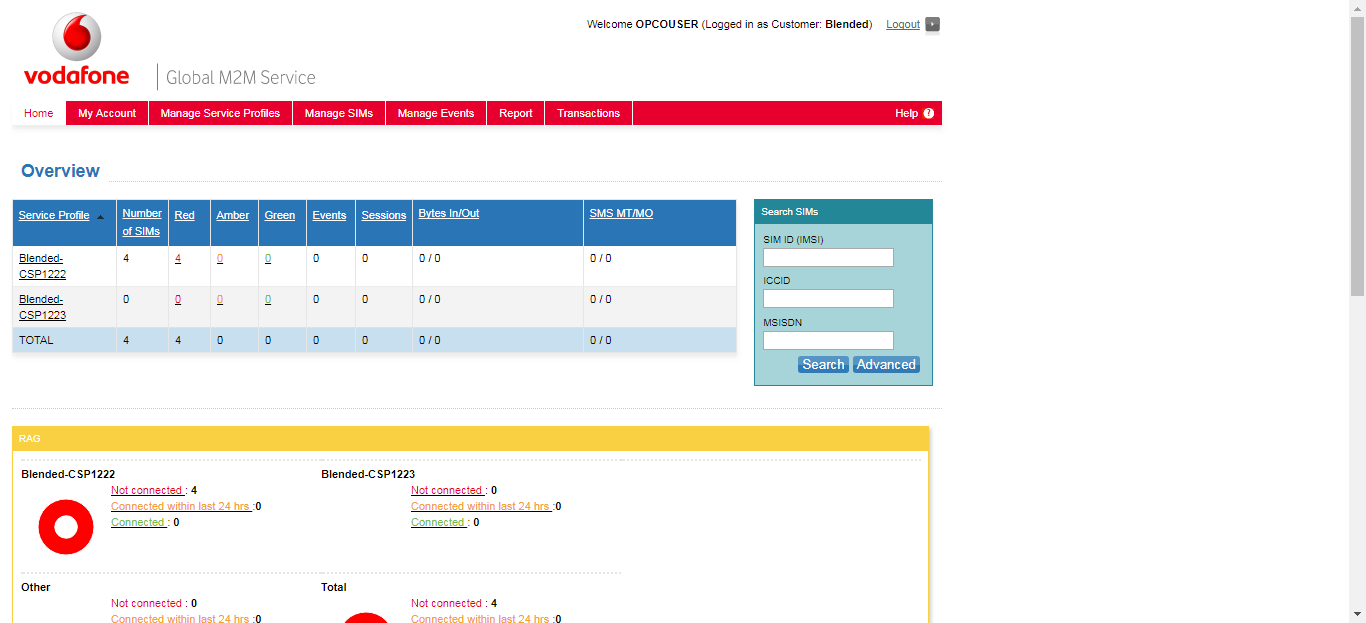 Welcome OPCOUSER (Logged in as Customer: Blended) Logout
vodafone
Global M2M Service
Home My Account Manage Service Profiles Manage SIMs Manage Events Report Transactions Help ?
Overview
Service Profile Number of SIMs Red Amber Green Events Sessions Bytes In/Out SMS MT/MO
Blended-CSP1222 4 4 0 0 0 0 0 / 0 0 / 0
Blended-CSP1223 0 0 0 0 0 0 0 / 0 0 / 0
TOTAL 4 4 0 0 0 0 0 / 0 0 / 0
Search SIMs
SIM ID (IMSI)
ICCID
MSISDN
Search Advanced
RAG
Blended-CSP1222
Not connected : 4
Connected within last 24 hrs :0
Connected : 0
Blended-CSP1223
Not connected : 0
Connected within last 24 hrs :0
Connected : 0
Other
Not connected : 0
Connected within last 24 hrs :0
Total
Not connected : 4
Connected within last 24 hrs :0